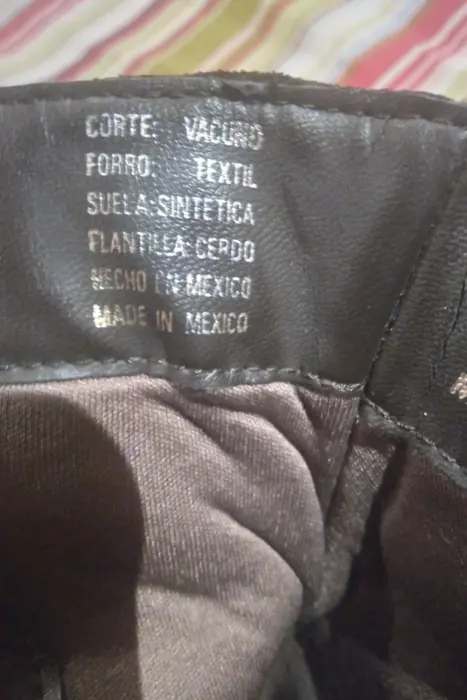 CORTE: VACUNO
FORRO: TEXTIL
SUELA:SINTETICA
PLANTILLA:CERDO
HECHO EN MEXICO
MADE IN MEXICO